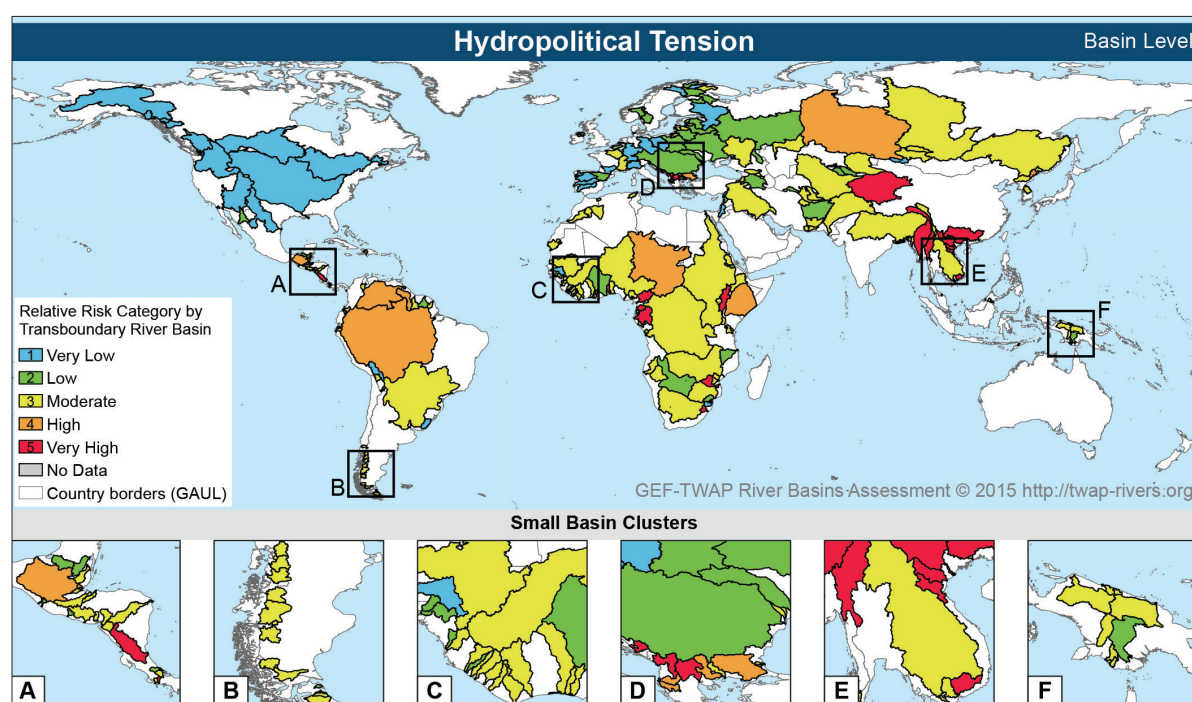 Hydropolitical Tension
Basin Level
A
B
C
D
E
F
Relative Risk Category by
Transboundary River Basin
1 Very Low
2 Low
3 Moderate
4 High
5 Very High
No Data
Country borders (GAUL)
GEF-TWAP River Basins Assessment © 2015 http://twap-rivers.org
Small Basin Clusters
A
B
C
D
E
F